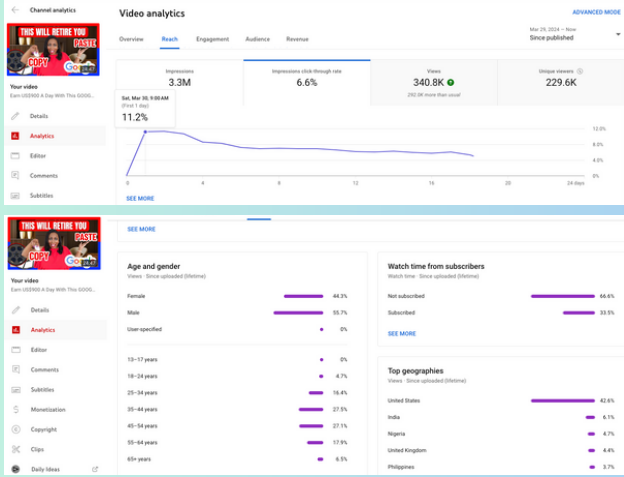 Channel analytics
Video analytics
ADVANCED MODE
THIS WILL RETIRE YOU
PASTE
COPY
Go
24:47
Overview
Reach
Engagement
Audience
Revenue
Mar 29, 2024 – Now
Since published
Your video
Earn US$900 A Day With This GOOG...
Details
Analytics
Editor
Comments
Subtitles
Impressions
3.3M
Impressions click-through rate
6.6%
Views
340.8K
292.0K more than usual
Unique viewers
229.6K
Sat, Mar 30, 9:00 AM
(First 1 day)
11.2%
12.0%
8.0%
4.0%
0%
0
4
8
12
16
20
24 days
SEE MORE
THIS WILL RETIRE YOU
PASTE
COPY
Go
24:47
Your video
Earn US$900 A Day With This GOOG...
Details
Analytics
Editor
Comments
Subtitles
Monetization
Copyright
Clips
Daily Ideas
SEE MORE
Age and gender
Views · Since uploaded (lifetime)
Female 44.3%
Male 55.7%
User-specified 0%
13–17 years 0%
18–24 years 4.7%
25–34 years 16.4%
35–44 years 27.5%
45–54 years 27.1%
55–64 years 17.9%
65+ years 6.5%
Watch time from subscribers
Watch time · Since uploaded (lifetime)
Not subscribed 66.6%
Subscribed 33.5%
SEE MORE
Top geographies
Views · Since uploaded (lifetime)
United States 42.6%
India 6.1%
Nigeria 4.7%
United Kingdom 4.4%
Philippines 3.7%